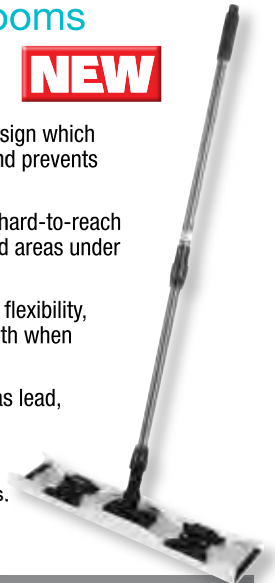 ooms
NEW
sign which
nd prevents
hard-to-reach
d areas under
flexibility,
th when
as lead,
s.